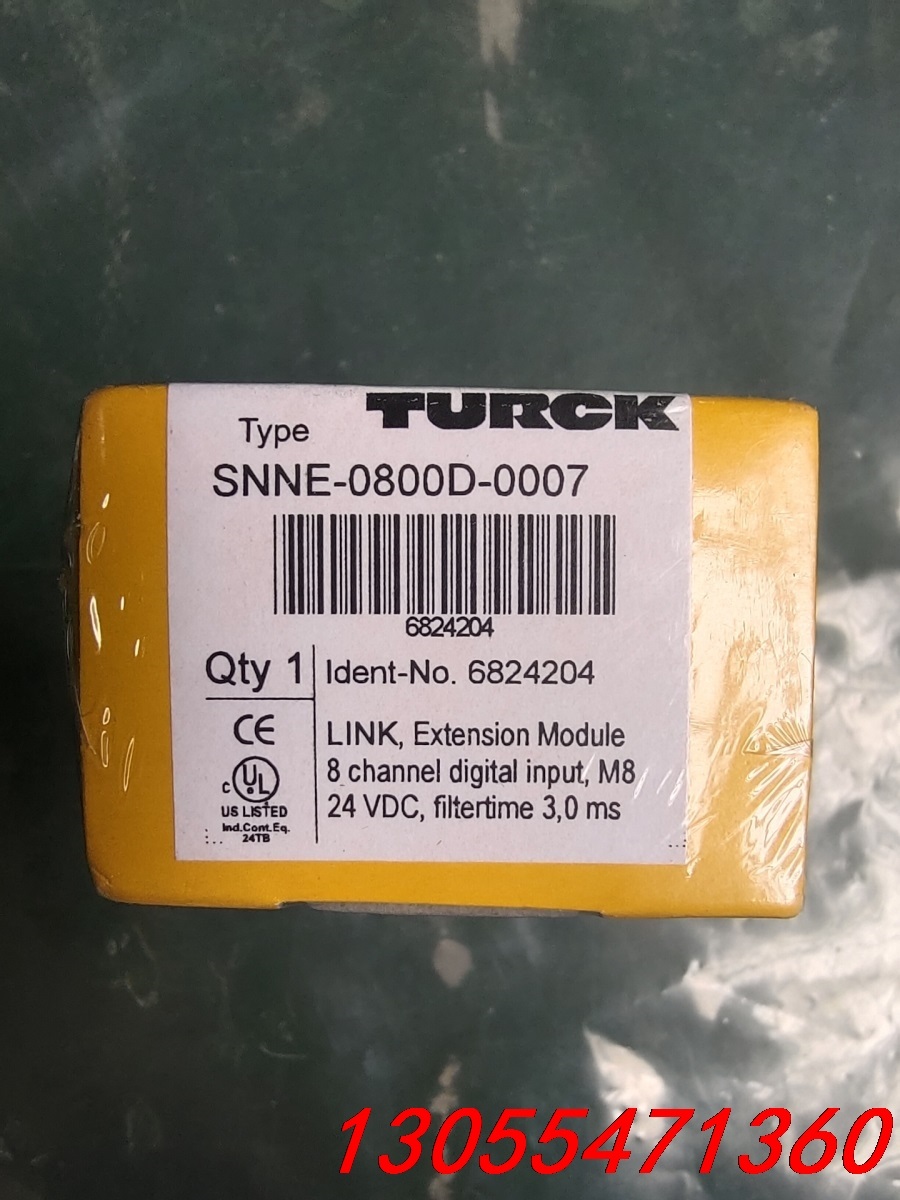 TURCK
Type
SNNE-0800D-0007
6824204
Qty 1
Ident-No. 6824204
CE
LINK, Extension Module
8 channel digital input, M8
24 VDC, filtertime 3,0 ms
c UL
US LISTED
Ind.Cont.Eq.
24TB
13055471360